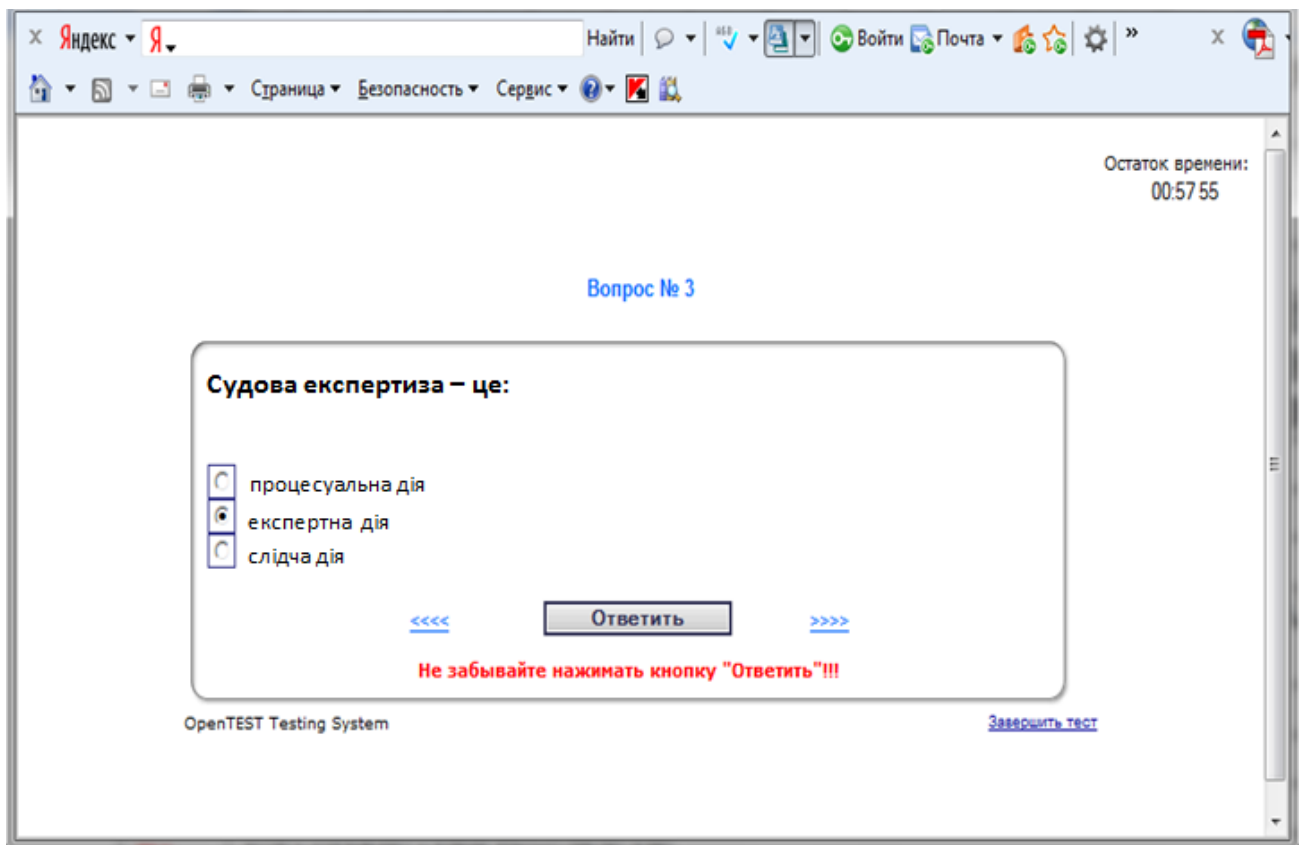 x Яндекс Я Найти Войти Почта » x
Страница Безопасность Сервис
Остаток времени:
00:57 55
Вопрос № 3
Судова експертиза – це:
процесуальна дія
експертна дія
слідча дія
<<<< Ответить >>>>
Не забывайте нажимать кнопку "Ответить"!!!
OpenTEST Testing System Завершить тест